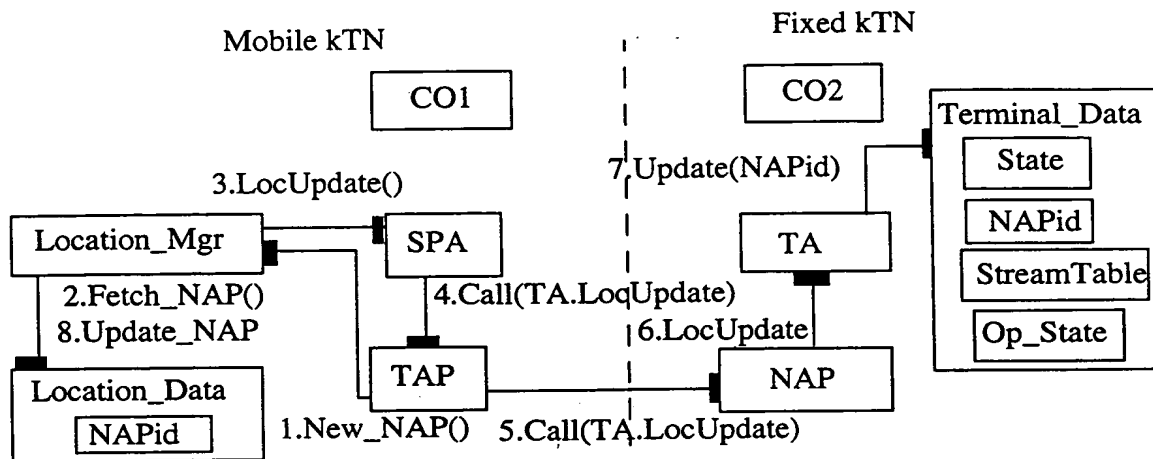 Mobile kTN
Fixed kTN
CO1
CO2
Terminal_Data
State
NAPid
StreamTable
Op_State
7.Update(NAPid)
3.LocUpdate()
Location_Mgr
SPA
TA
2.Fetch_NAP()
8.Update_NAP
4.Call(TA.LocUpdate)
6.LocUpdate
Location_Data
NAPid
TAP
NAP
1.New_NAP()
5.Call(TA.LocUpdate)